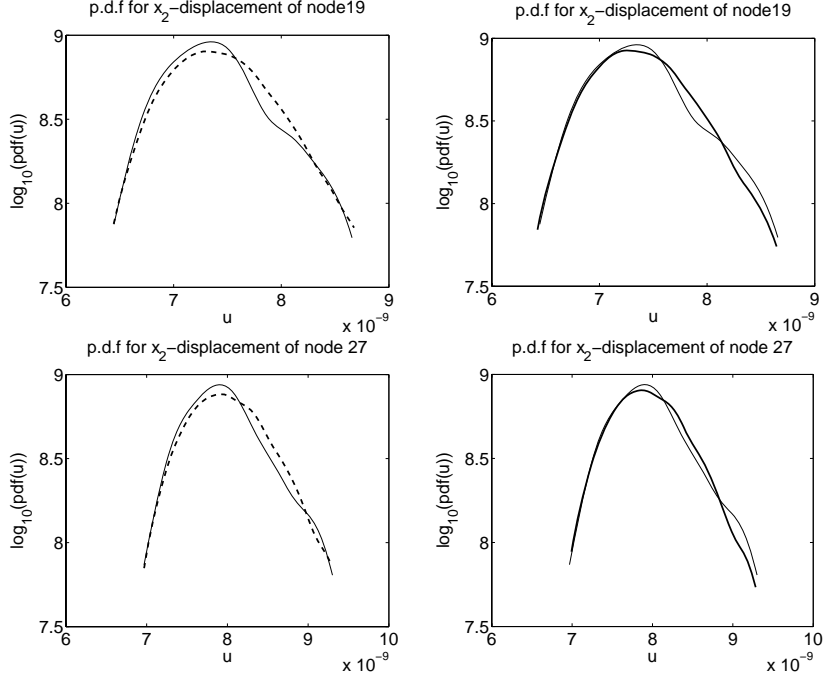 p.d.f for x₂−displacement of node19
log₁₀(pdf(u))
9
8.5
8
7.5
6
7
8
9
u
x 10⁻⁹
p.d.f for x₂−displacement of node19
log₁₀(pdf(u))
9
8.5
8
7.5
6
7
8
9
u
x 10⁻⁹
p.d.f for x₂−displacement of node 27
log₁₀(pdf(u))
9
8.5
8
7.5
6
7
8
9
10
u
x 10⁻⁹
p.d.f for x₂−displacement of node 27
log₁₀(pdf(u))
9
8.5
8
7.5
6
7
8
9
10
u
x 10⁻⁹